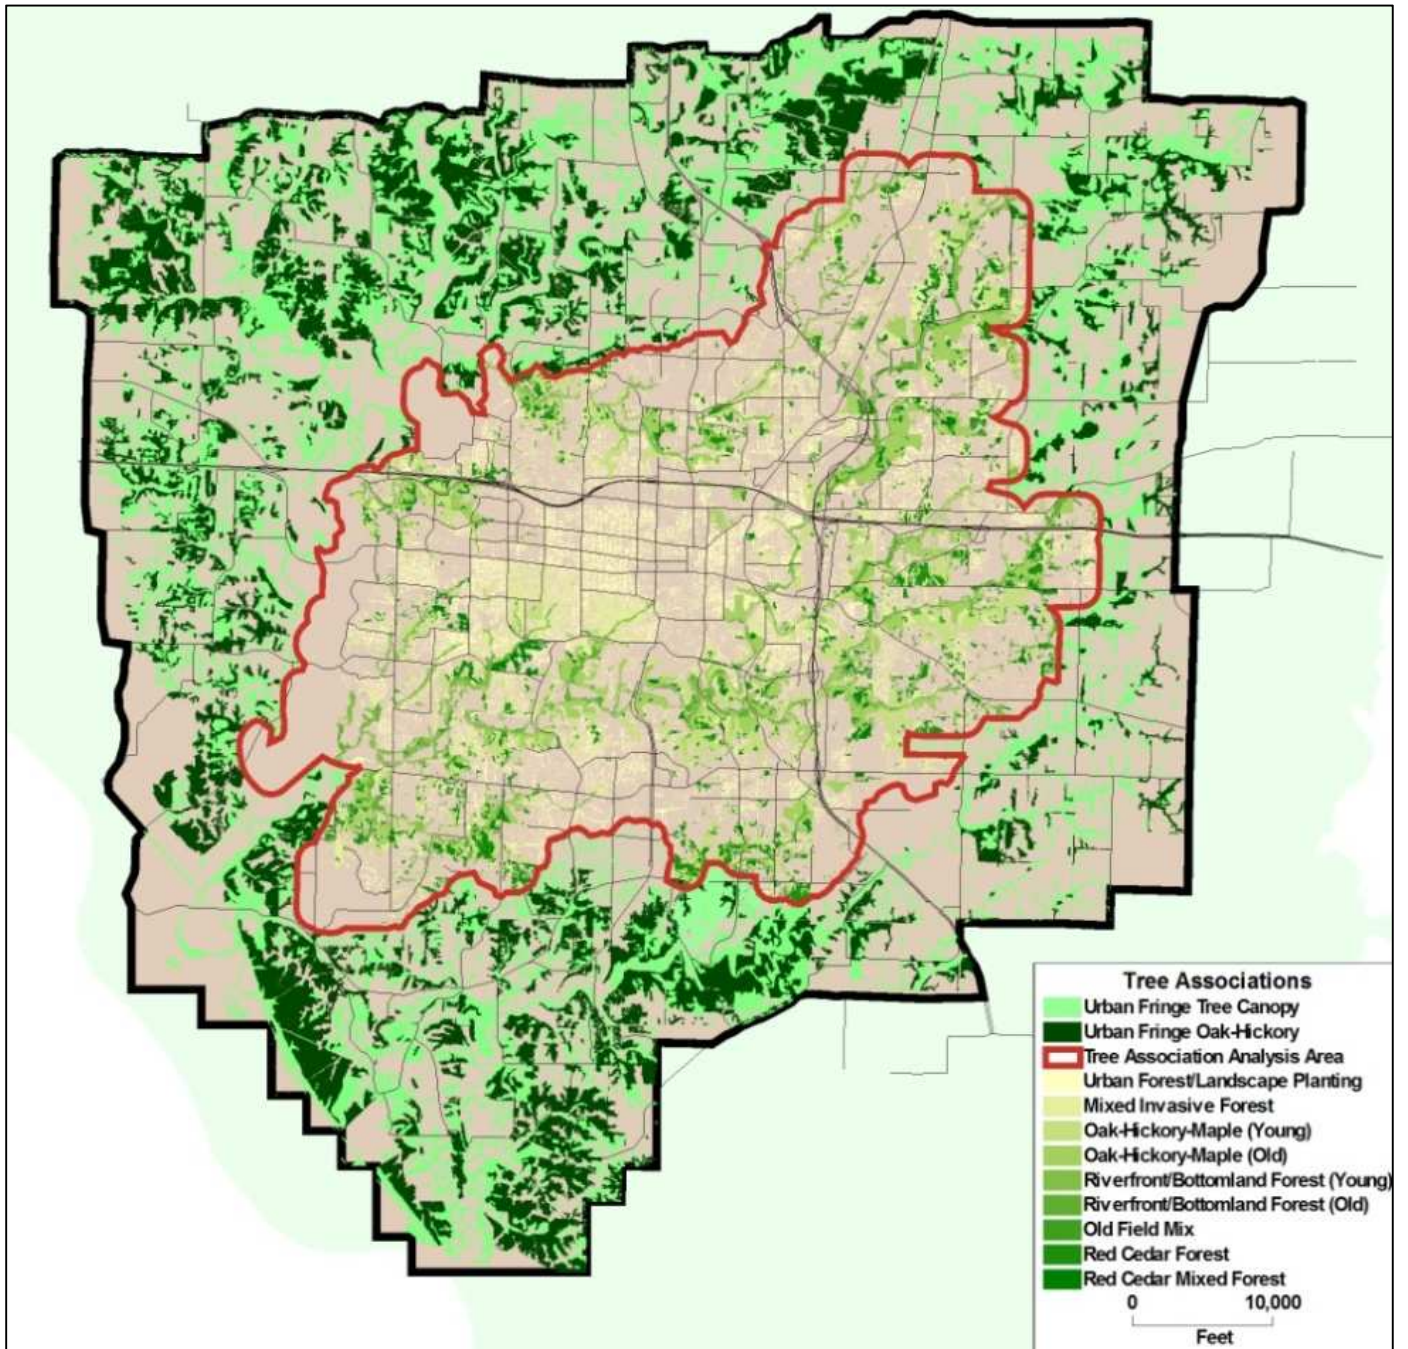 Tree Associations
Urban Fringe Tree Canopy
Urban Fringe Oak-Hickory
Tree Association Analysis Area
Urban Forest/Landscape Planting
Mixed Invasive Forest
Oak-Hickory-Maple (Young)
Oak-Hickory-Maple (Old)
Riverfront/Bottomland Forest (Young)
Riverfront/Bottomland Forest (Old)
Old Field Mix
Red Cedar Forest
Red Cedar Mixed Forest
0 10,000
Feet